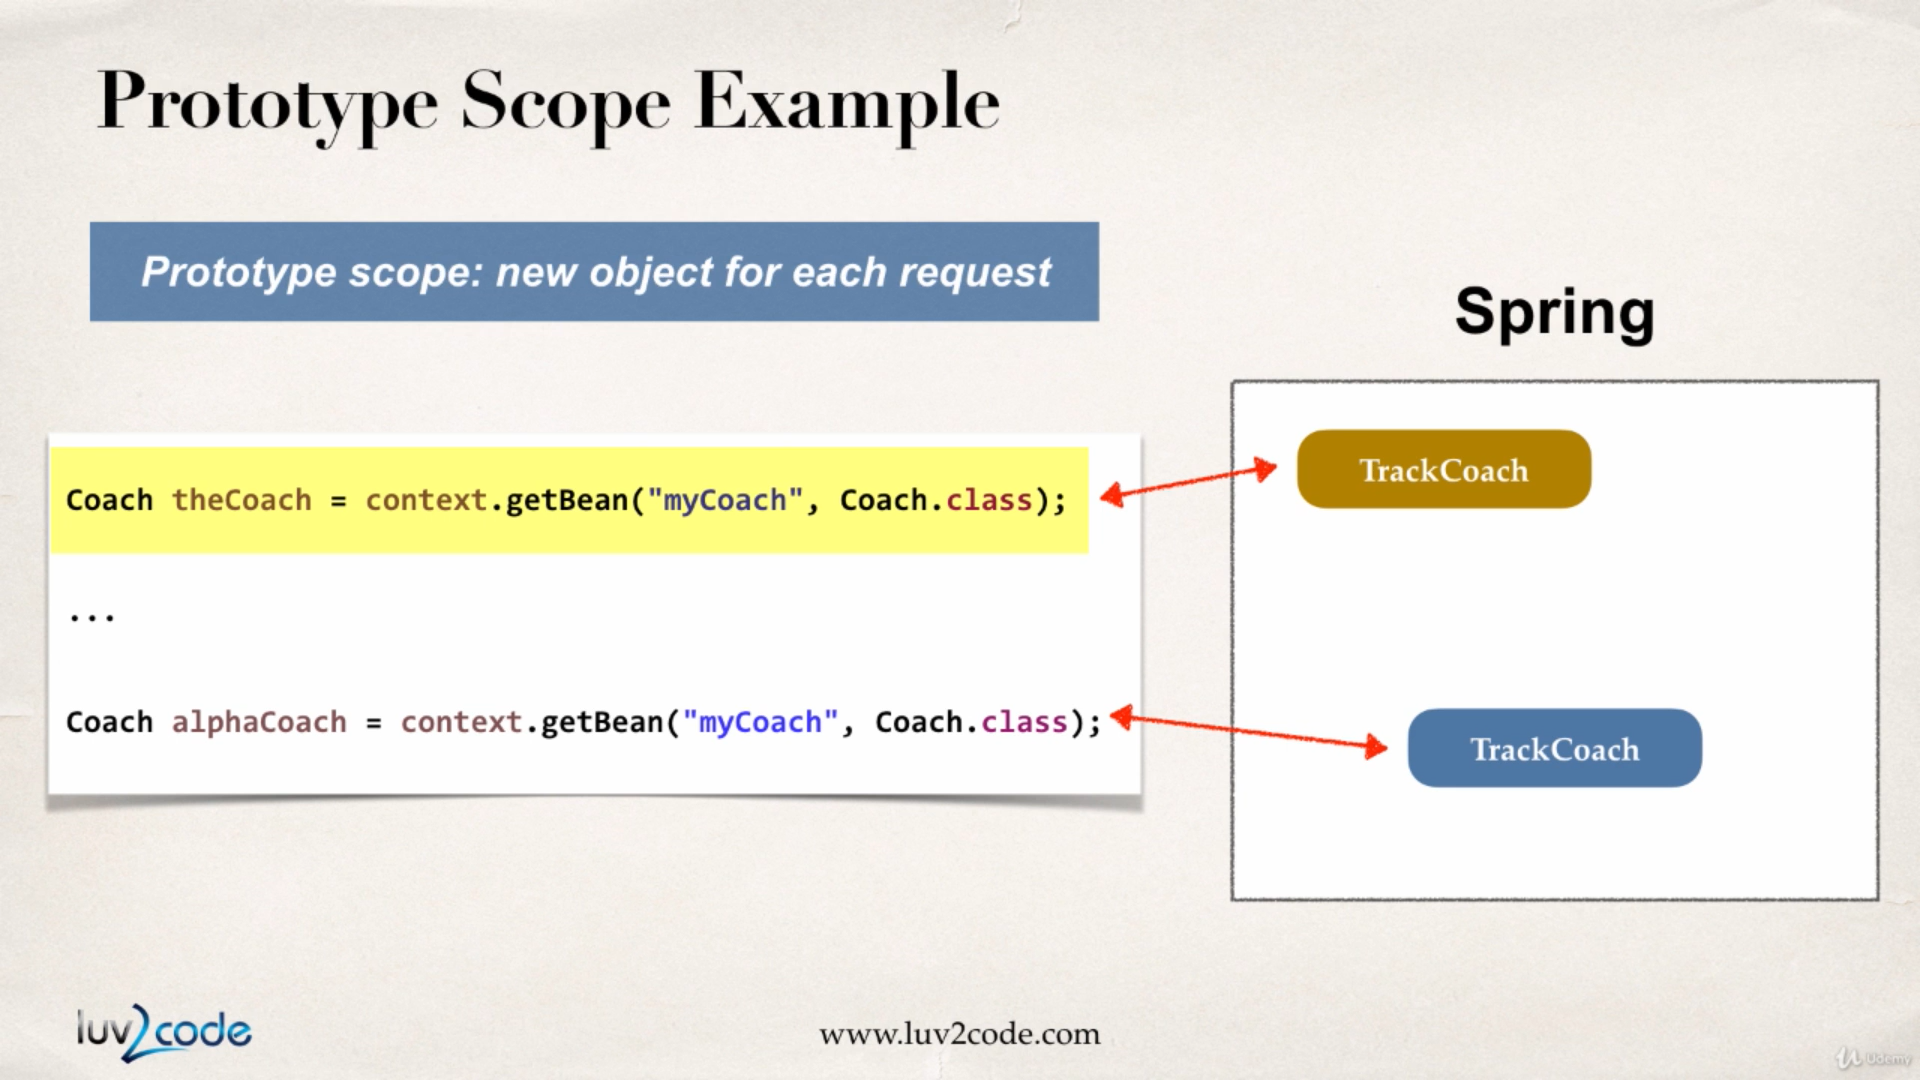 Prototype Scope Example
Prototype scope: new object for each request
Spring
Coach theCoach = context.getBean("myCoach", Coach.class);
TrackCoach
...
Coach alphaCoach = context.getBean("myCoach", Coach.class);
TrackCoach
luv2code
www.luv2code.com
Udemy